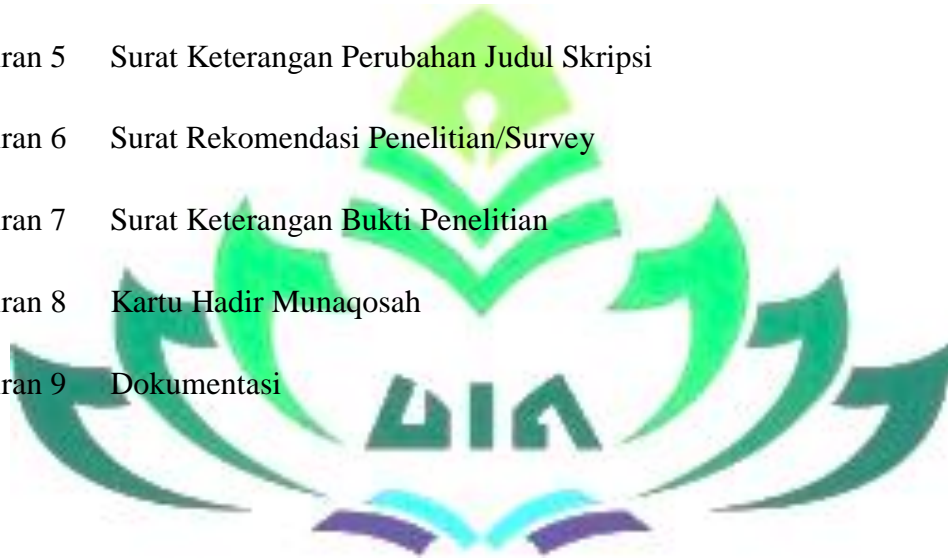 ran 5 Surat Keterangan Perubahan Judul Skripsi
ran 6 Surat Rekomendasi Penelitian/Survey
ran 7 Surat Keterangan Bukti Penelitian
ran 8 Kartu Hadir Munaqosah
ran 9 Dokumentasi
UIN